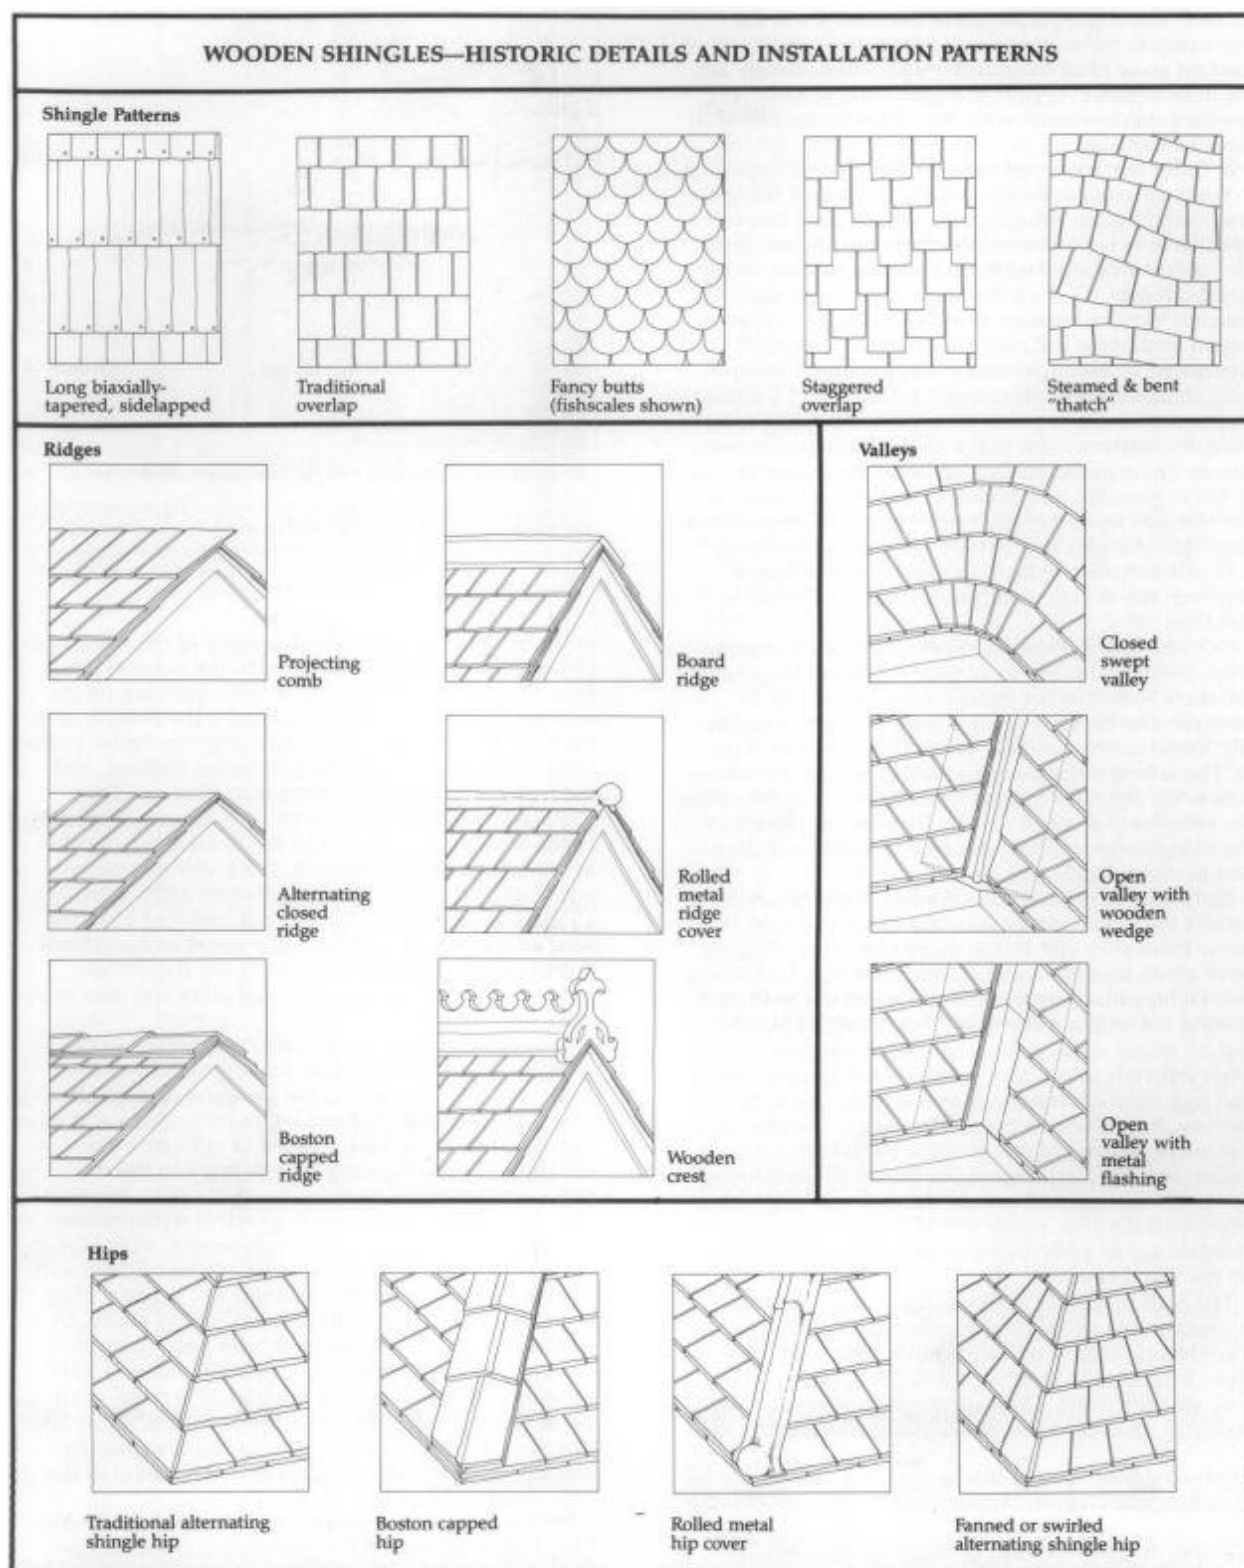 WOODEN SHINGLES—HISTORIC DETAILS AND INSTALLATION PATTERNS
Shingle Patterns
Long biaxially-
tapered, sidelapped
Traditional
overlap
Fancy butts
(fishscales shown)
Staggered
overlap
Steamed & bent
"thatch"
Ridges
Projecting
comb
Board
ridge
Alternating
closed
ridge
Rolled
metal
ridge
cover
Boston
capped
ridge
Wooden
crest
Valleys
Closed
swept
valley
Open
valley with
wooden
wedge
Open
valley with
metal
flashing
Hips
Traditional alternating
shingle hip
Boston capped
hip
Rolled metal
hip cover
Fanned or swirled
alternating shingle hip